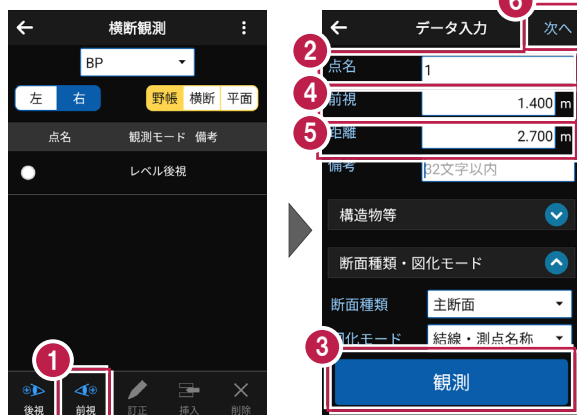 横断観測
BP
左 右 野帳 横断 平面
点名 観測モード 備考
レベル後視
1
後視 前視 訂正 挿入 削除
6
データ入力 次へ
2
点名 1
4
前視 1.400 m
5
距離 2.700 m
備考 32文字以内
構造物等
断面種類・図化モード
断面種類 主断面
図化モード 結線・測点名称
3
観測